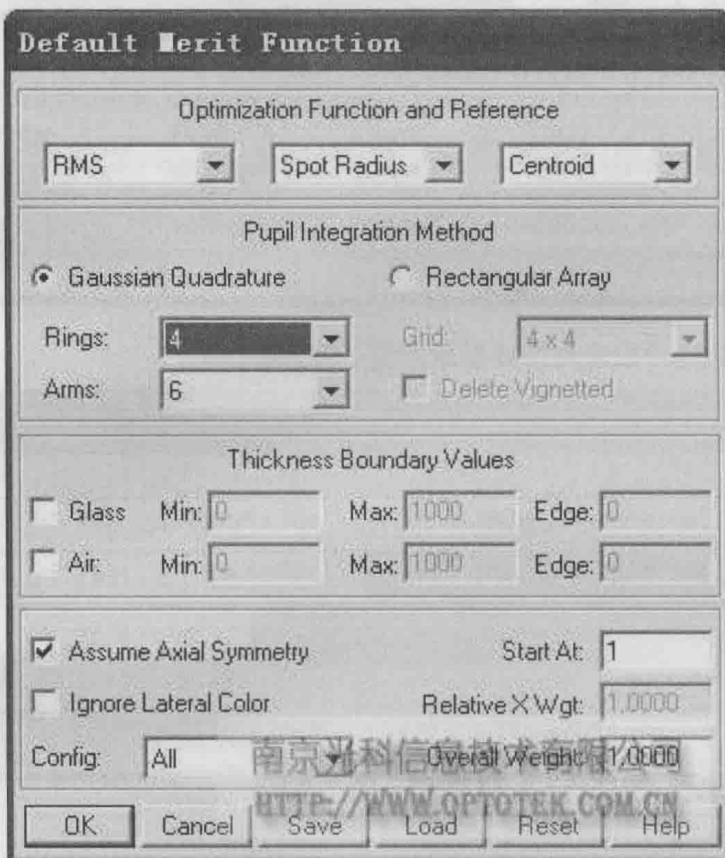 Default Merit Function
Optimization Function and Reference
RMS Spot Radius Centroid
Pupil Integration Method
Gaussian Quadrature Rectangular Array
Rings: 4 Grid: 4 x 4
Arms: 6 Delete Vignetted
Thickness Boundary Values
Glass Min: 0 Max: 1000 Edge: 0
Air: Min: 0 Max: 1000 Edge: 0
Assume Axial Symmetry Start At: 1
Ignore Lateral Color Relative X Wgt: 1.0000
Config: All Overall Weight: 1.0000
南京光科信息技术有限公司
HTTP://WWW.OPTOTEK.COM.CN
OK Cancel Save Load Reset Help